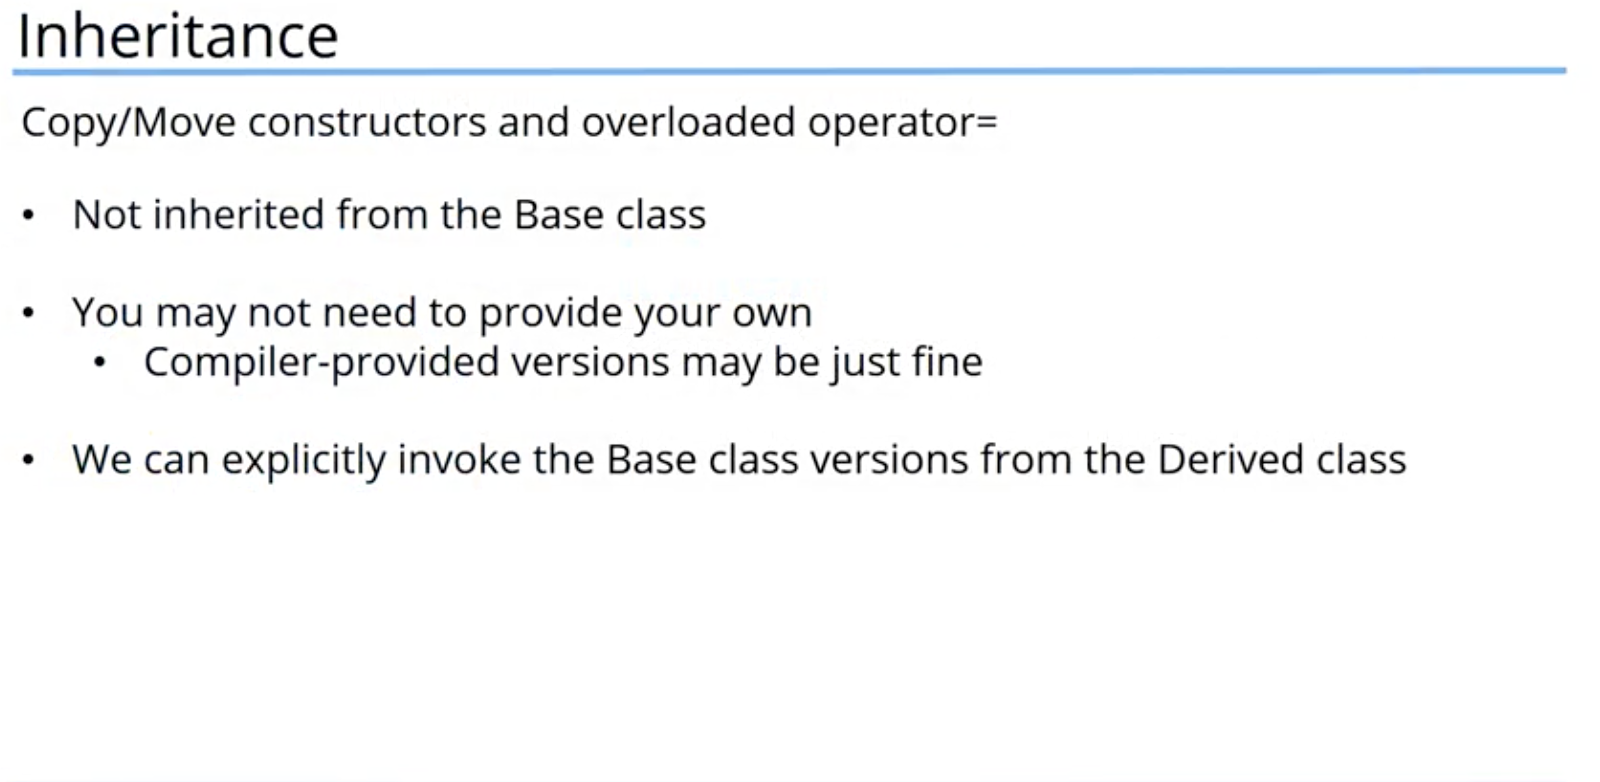 Inheritance
Copy/Move constructors and overloaded operator=
• Not inherited from the Base class
• You may not need to provide your own
• Compiler-provided versions may be just fine
• We can explicitly invoke the Base class versions from the Derived class